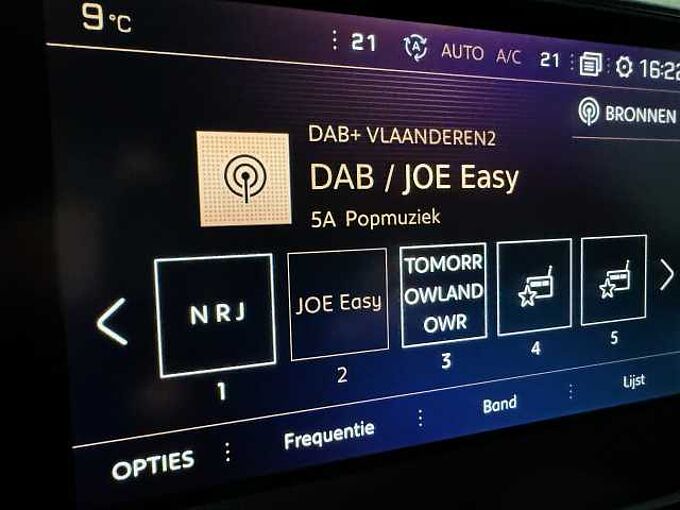 9°C
21 A AUTO A/C 21 16:22
BRONNEN
DAB+ VLAANDEREN2
DAB / JOE Easy
5A Popmuziek
NRJ
JOE Easy
TOMORR
OWLAND
OWR
1
2
3
4
5
OPTIES
Frequentie
Band
Lijst